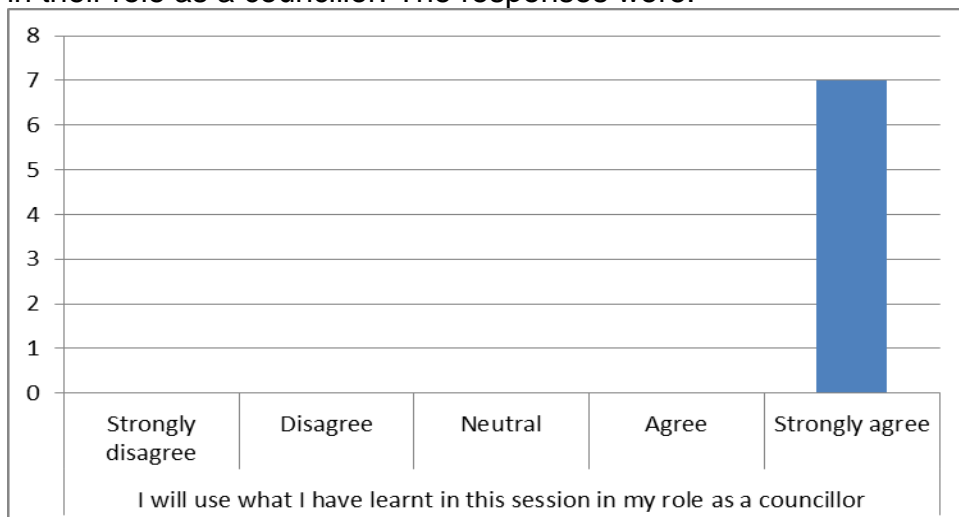 in their role as a councillor. The responses were:
8
7
6
5
4
3
2
1
0
Strongly disagree
Disagree
Neutral
Agree
Strongly agree
I will use what I have learnt in this session in my role as a councillor